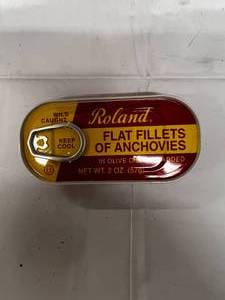 WILD
CAUGHT
Roland
KEEP
COOL
FLAT FILLETS
OF ANCHOVIES
IN OLIVE
NET WT. 2 OZ. (57g)